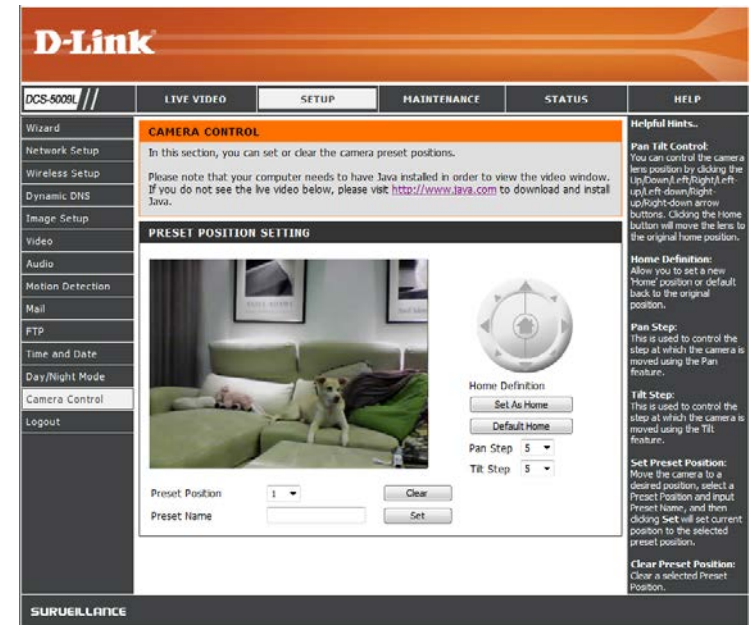 D-Link
DCS-5009L
LIVE VIDEO
SETUP
MAINTENANCE
STATUS
HELP
Wizard
Network Setup
Wireless Setup
Dynamic DNS
Image Setup
Video
Audio
Motion Detection
Mail
FTP
Time and Date
Day/Night Mode
Camera Control
Logout
CAMERA CONTROL
In this section, you can set or clear the camera preset positions.
Please note that your computer needs to have Java installed in order to view the video window.
If you do not see the live video below, please visit http://www.java.com to download and install
Java.
PRESET POSITION SETTING
Home Definition
Set As Home
Default Home
Pan Step 5
Tilt Step 5
Preset Position 1 Clear
Preset Name Set
Helpful Hints..
Pan Tilt Control:
You can control the camera
lens position by clicking the
Up/Down/Left/Right/Left-
up/Left-down/Right-
up/Right-down arrow
buttons. Clicking the Home
button will move the lens to
the original home position.
Home Definition:
Allow you to set a new
'Home' position or default
back to the original
position.
Pan Step:
This is used to control the
step at which the camera is
moved using the Pan
feature.
Tilt Step:
This is used to control the
step at which the camera is
moved using the Tilt
feature.
Set Preset Position:
Move the camera to a
desired position, select a
Preset Position and input
Preset Name, and then
clicking Set will set current
position to the selected
preset position.
Clear Preset Position:
Clear a selected Preset
Position.
SURVEILLANCE